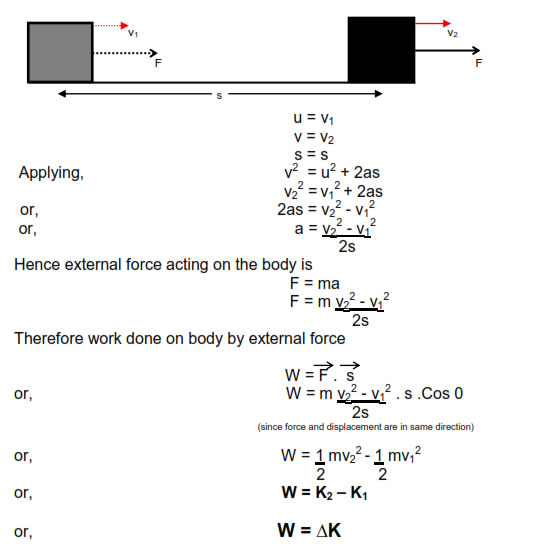 v₁ v₂
F F
s
u = v₁
v = v₂
s = s
Applying, v² = u² + 2as
v₂² = v₁² + 2as
or, 2as = v₂² - v₁²
or, a = v₂² - v₁²
2s
Hence external force acting on the body is
F = ma
F = m v₂² - v₁²
2s
Therefore work done on body by external force
W = F⃗ . s⃗
or, W = m v₂² - v₁² . s .Cos 0
2s
(since force and displacement are in same direction)
or, W = 1 mv₂² - 1 mv₁²
2 2
or, W = K₂ – K₁
or, W = ΔK